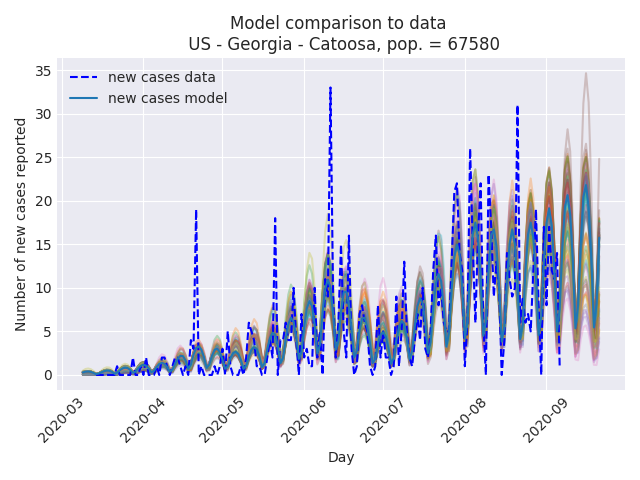 Model comparison to data
US - Georgia - Catoosa, pop. = 67580
new cases data
new cases model
Number of new cases reported
35
30
25
20
15
10
5
0
2020-03
2020-04
2020-05
2020-06
2020-07
2020-08
2020-09
Day